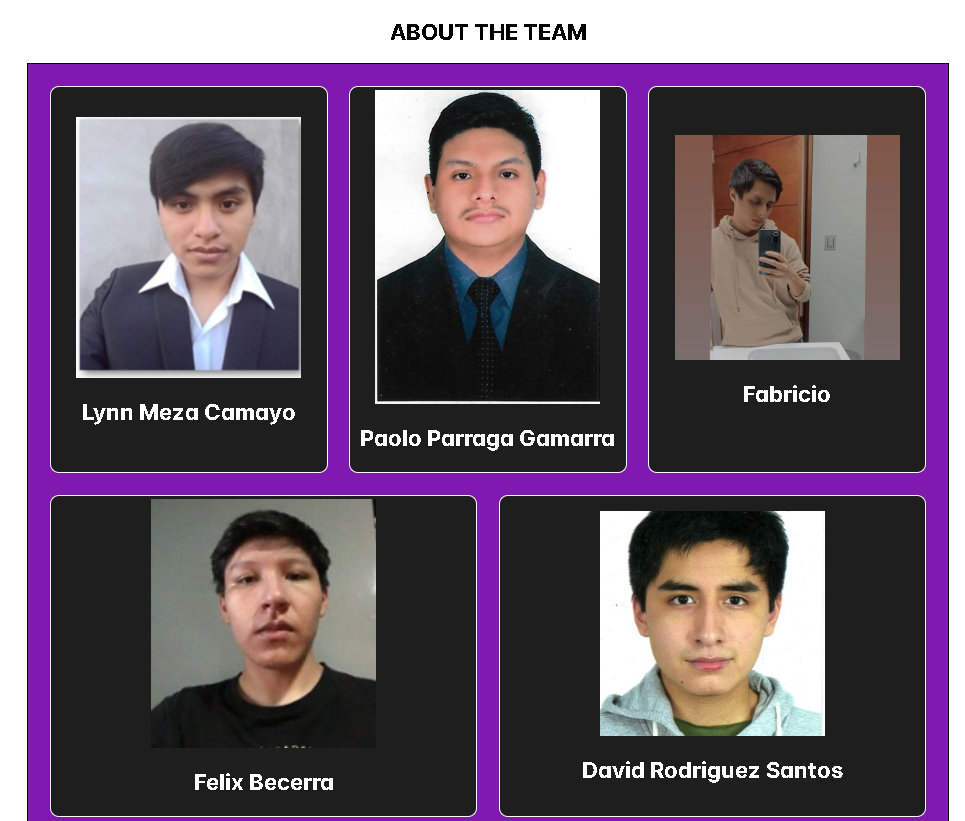 ABOUT THE TEAM
Lynn Meza Camayo
Paolo Parraga Gamarra
Fabricio
Felix Becerra
David Rodriguez Santos